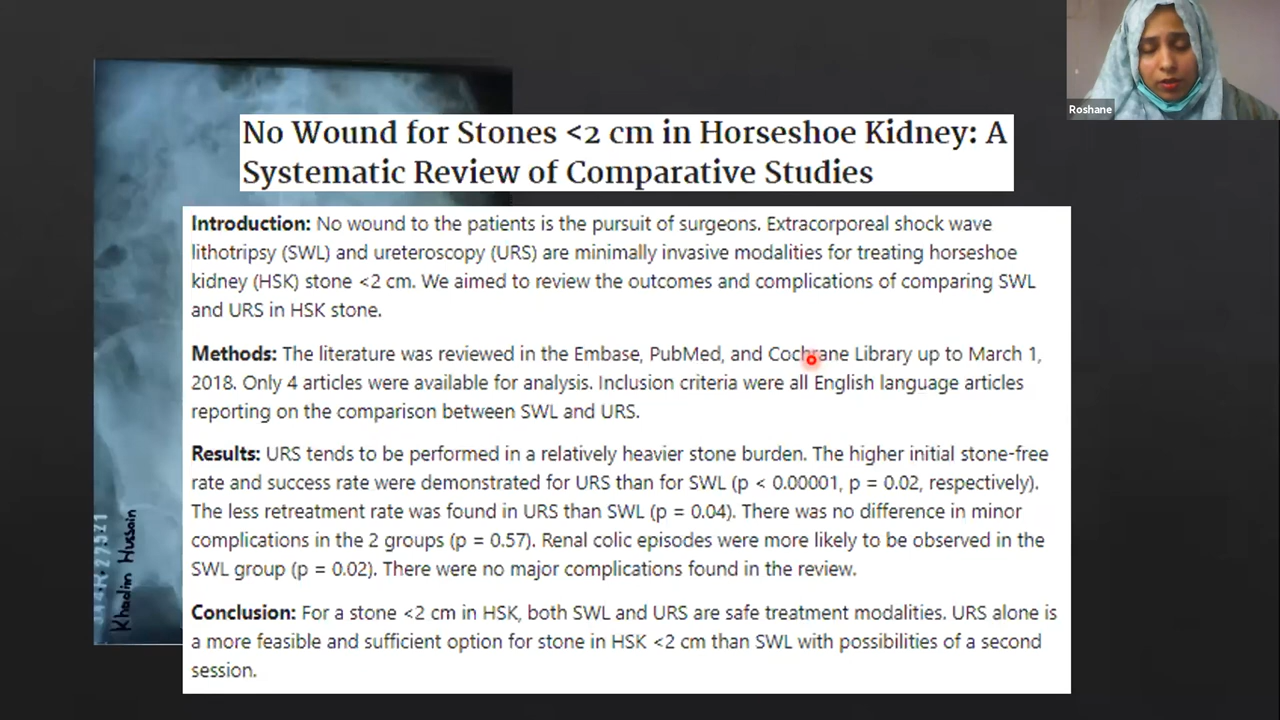 Roshane
No Wound for Stones <2 cm in Horseshoe Kidney: A
Systematic Review of Comparative Studies
Introduction: No wound to the patients is the pursuit of surgeons. Extracorporeal shock wave
lithotripsy (SWL) and ureteroscopy (URS) are minimally invasive modalities for treating horseshoe
kidney (HSK) stone <2 cm. We aimed to review the outcomes and complications of comparing SWL
and URS in HSK stone.
Methods: The literature was reviewed in the Embase, PubMed, and Cochrane Library up to March 1,
2018. Only 4 articles were available for analysis. Inclusion criteria were all English language articles
reporting on the comparison between SWL and URS.
Results: URS tends to be performed in a relatively heavier stone burden. The higher initial stone-free
rate and success rate were demonstrated for URS than for SWL (p < 0.00001, p = 0.02, respectively).
The less retreatment rate was found in URS than SWL (p = 0.04). There was no difference in minor
complications in the 2 groups (p = 0.57). Renal colic episodes were more likely to be observed in the
SWL group (p = 0.02). There were no major complications found in the review.
Conclusion: For a stone <2 cm in HSK, both SWL and URS are safe treatment modalities. URS alone is
a more feasible and sufficient option for stone in HSK <2 cm than SWL with possibilities of a second
session.
Khadim Hussain